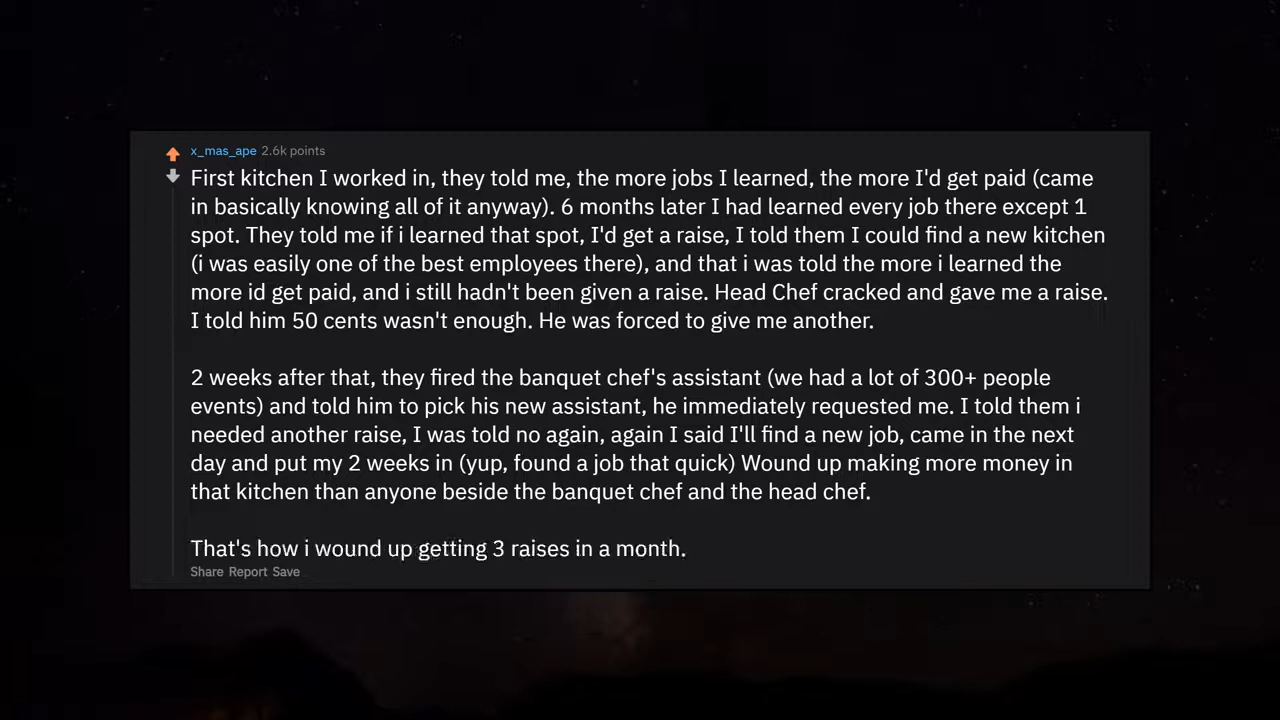 x_mas_ape 2.6k points
First kitchen I worked in, they told me, the more jobs I learned, the more I'd get paid (came
in basically knowing all of it anyway). 6 months later I had learned every job there except 1
spot. They told me if i learned that spot, I'd get a raise, I told them I could find a new kitchen
(i was easily one of the best employees there), and that i was told the more i learned the
more id get paid, and i still hadn't been given a raise. Head Chef cracked and gave me a raise.
I told him 50 cents wasn't enough. He was forced to give me another.
2 weeks after that, they fired the banquet chef's assistant (we had a lot of 300+ people
events) and told him to pick his new assistant, he immediately requested me. I told them i
needed another raise, I was told no again, again I said I'll find a new job, came in the next
day and put my 2 weeks in (yup, found a job that quick) Wound up making more money in
that kitchen than anyone beside the banquet chef and the head chef.
That's how i wound up getting 3 raises in a month.
Share Report Save